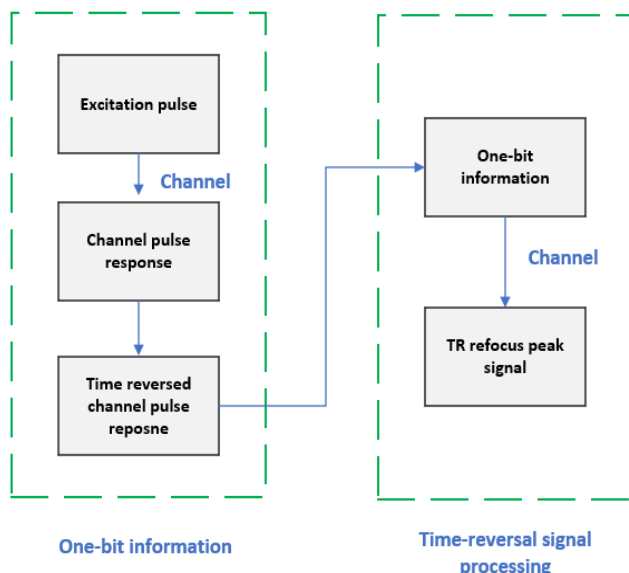 Excitation pulse
Channel
Channel pulse
response
Time reversed
channel pulse
reposne
One-bit information
One-bit
information
Channel
TR refocus peak
signal
Time-reversal signal
processing